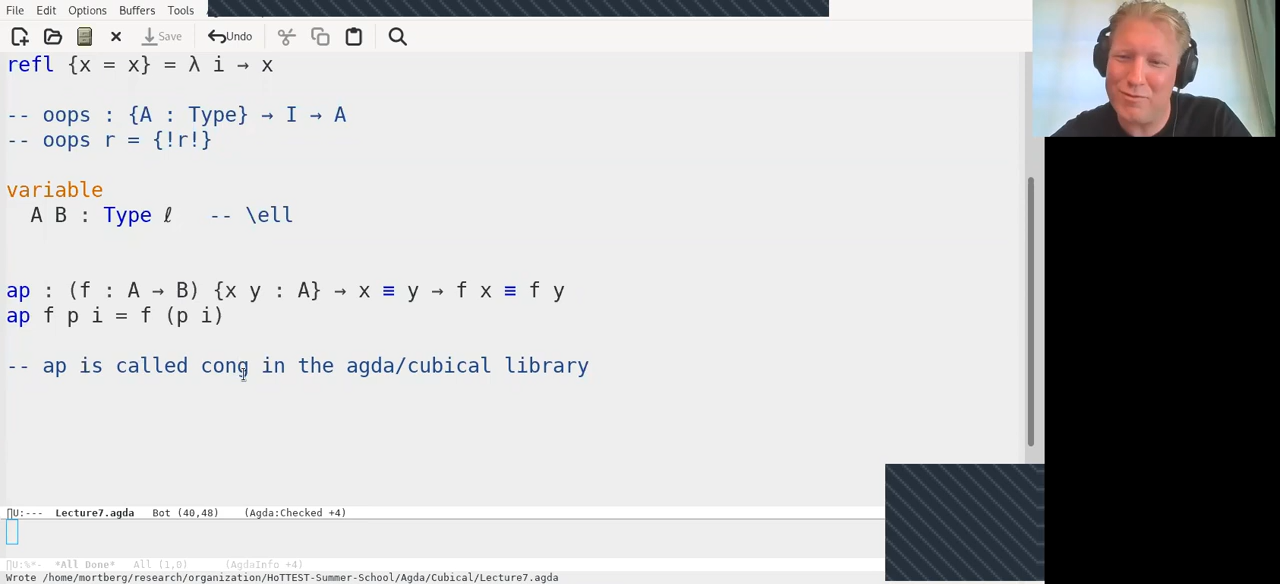 File Edit Options Buffers Tools
Save Undo
refl {x = x} = λ i → x
-- oops : {A : Type} → I → A
-- oops r = {!r!}
variable
A B : Type ℓ -- \ell
ap : (f : A → B) {x y : A} → x ≡ y → f x ≡ f y
ap f p i = f (p i)
-- ap is called cong in the agda/cubical library
U:--- Lecture7.agda Bot (40,48) (Agda:Checked +4)
U:%*- *All Done* All (1,0) (AgdaInfo +4)
Wrote /home/mortberg/research/organization/HoTTEST-Summer-School/Agda/Cubical/Lecture7.agda